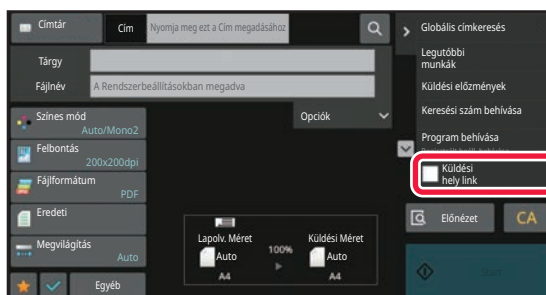 Címtár
Cím
Nyomja meg ezt a Cím megadásához
Tárgy
Fájlnév
A Rendszerbeállításokban megadva
Színes mód
Auto/Mono2
Opciók
Felbontás
200x200dpi
Fájlformátum
PDF
Eredeti
Megvilágítás
Auto
Egyéb
Lapolv. Méret
Auto
A4
100%
Küldési Méret
Auto
A4
Globális címkeresés
Legutóbbi
munkák
Küldési előzmények
Keresési szám behívása
Program behívása
Küldési
hely link
Előnézet
CA
Start